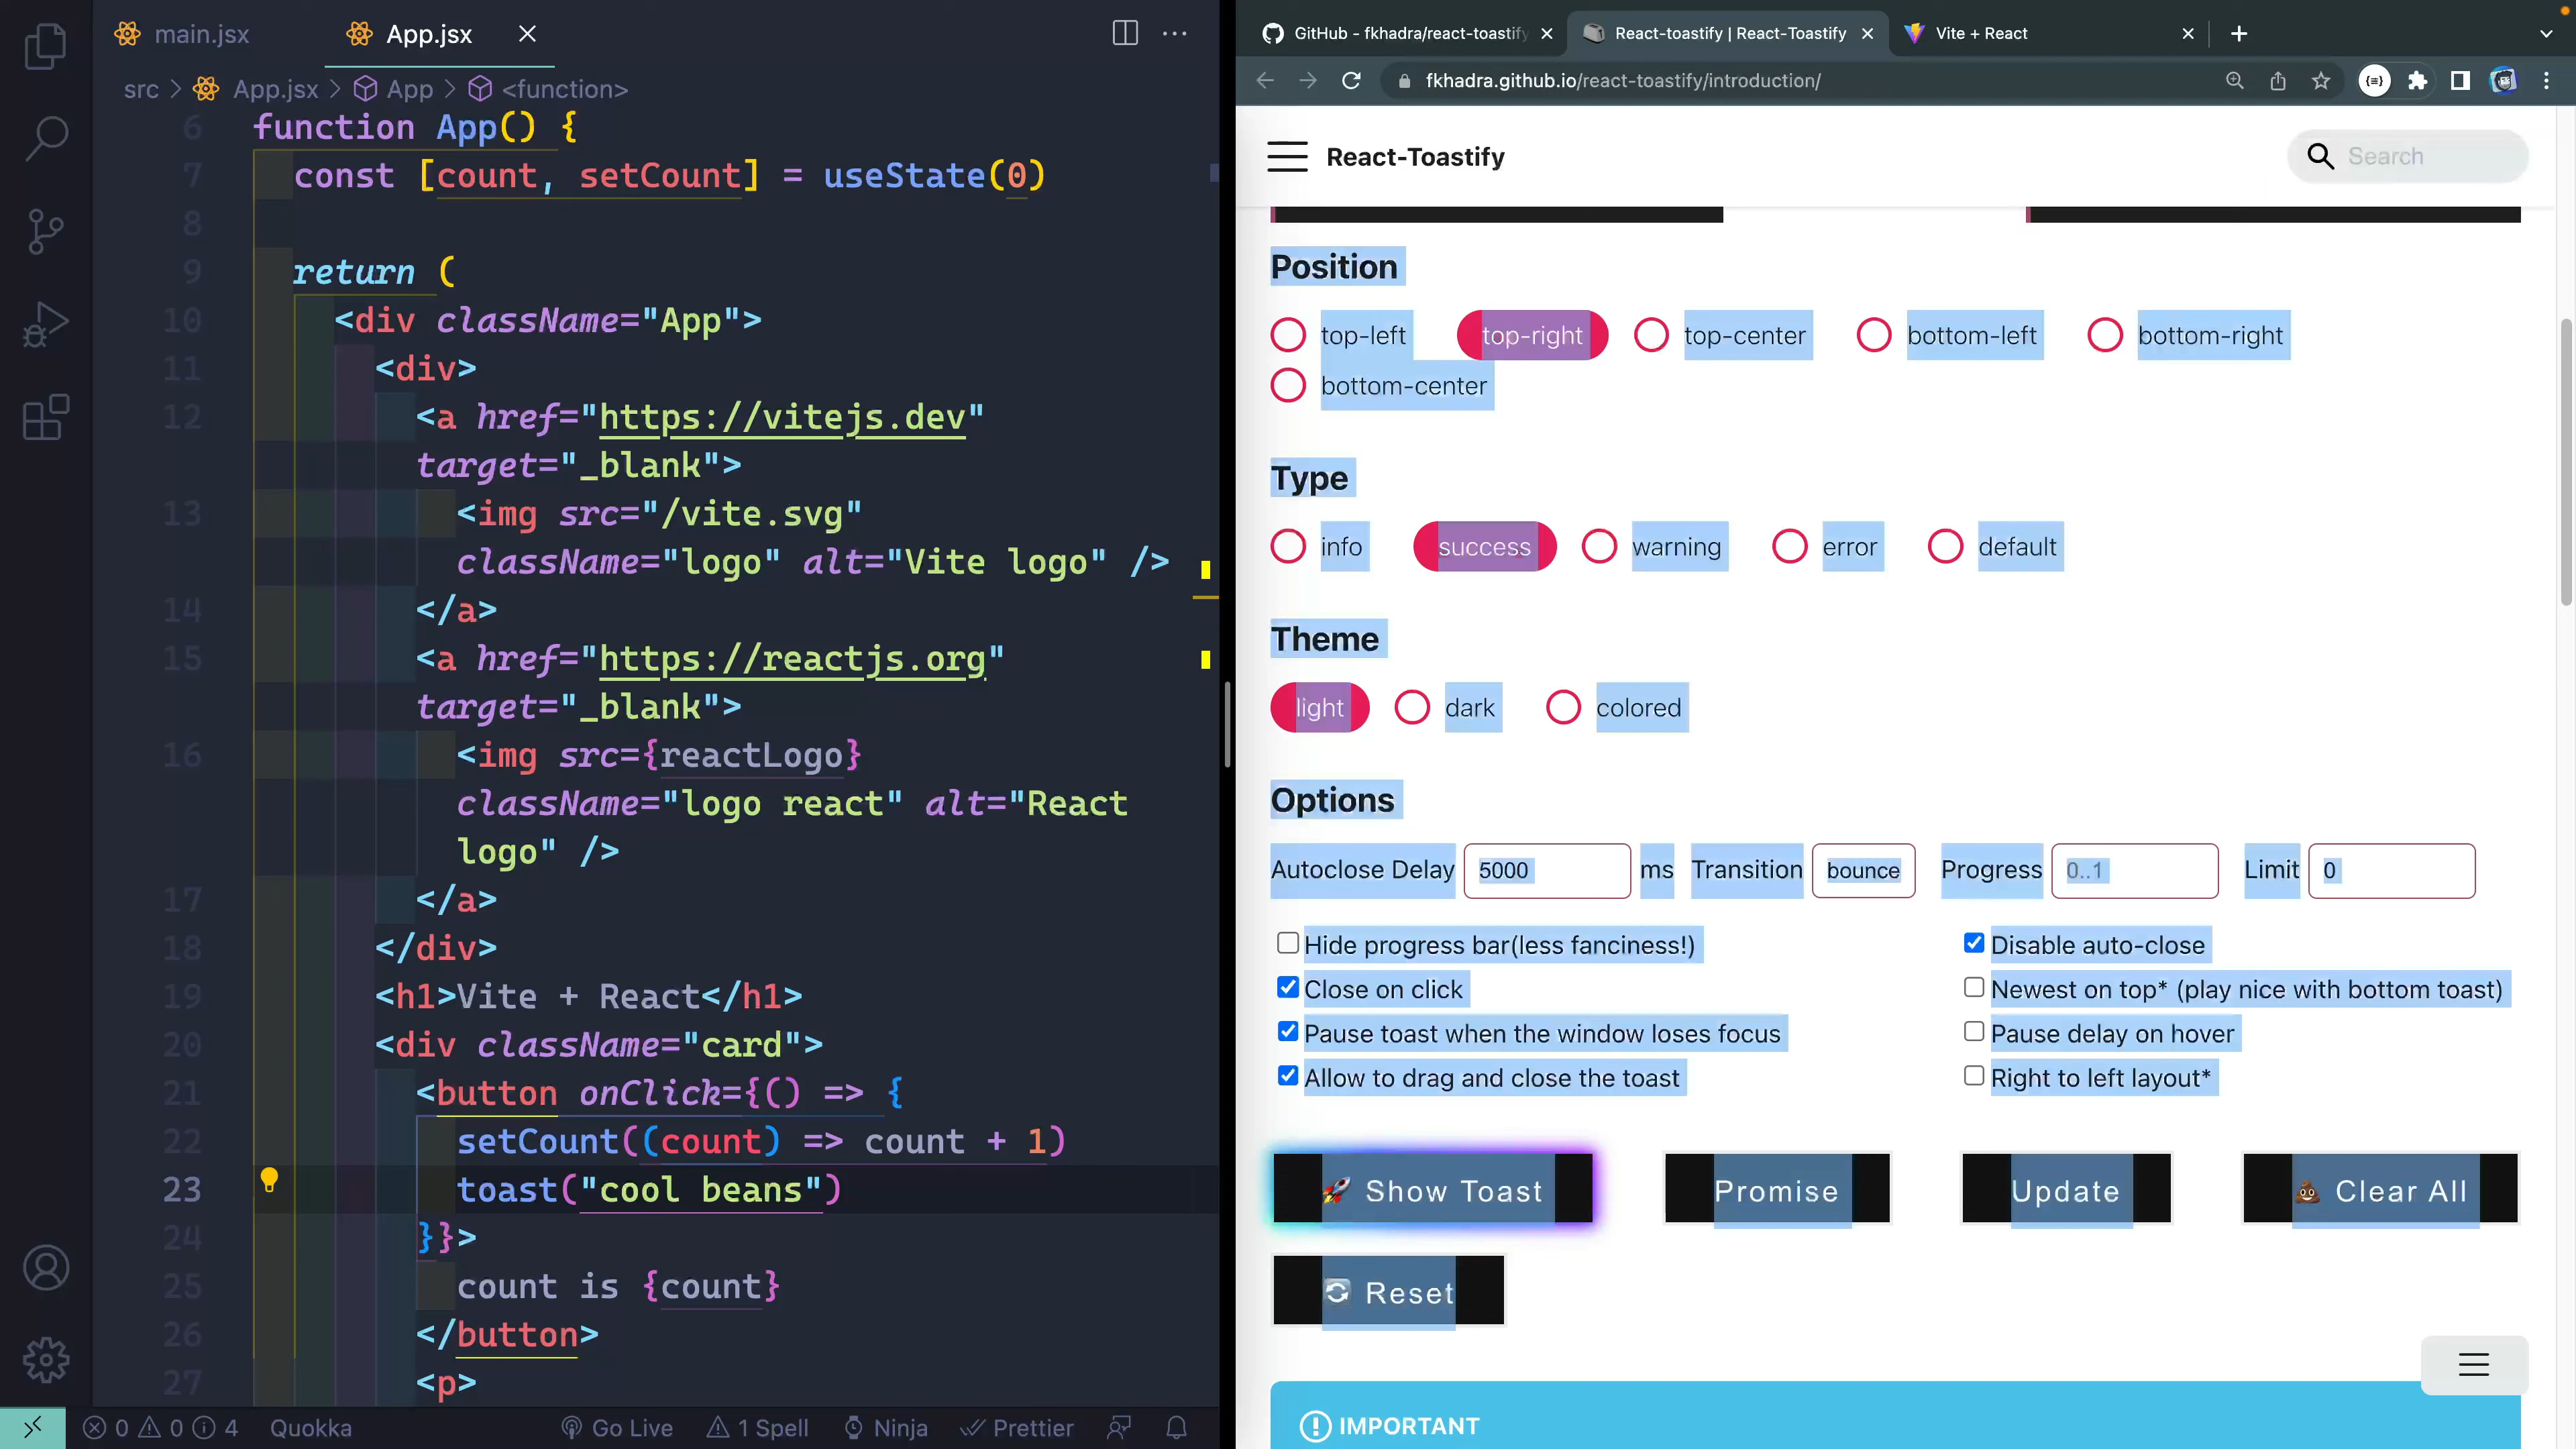 main.jsx
App.jsx
src > App.jsx > App > <function>
6 function App() {
7 const [count, setCount] = useState(0)
8
9 return (
10 <div className="App">
11 <div>
12 <a href="https://vitejs.dev"
target="_blank">
13 <img src="/vite.svg"
className="logo" alt="Vite logo" />
14 </a>
15 <a href="https://reactjs.org"
target="_blank">
16 <img src={reactLogo}
className="logo react" alt="React
logo" />
17 </a>
18 </div>
19 <h1>Vite + React</h1>
20 <div className="card">
21 <button onClick={() => {
22 setCount((count) => count + 1)
23 toast("cool beans")
24 }}>
25 count is {count}
26 </button>
27 <p>
0 0 4 Quokka Go Live 1 Spell Ninja Prettier
GitHub - fkhadra/react-toastify
React-toastify | React-Toastify
Vite + React
fkhadra.github.io/react-toastify/introduction/
React-Toastify
Search
Position
top-left top-right top-center bottom-left bottom-right
bottom-center
Type
info success warning error default
Theme
light dark colored
Options
Autoclose Delay 5000 ms Transition bounce Progress 0..1 Limit 0
Hide progress bar(less fanciness!) Disable auto-close
Close on click Newest on top* (play nice with bottom toast)
Pause toast when the window loses focus Pause delay on hover
Allow to drag and close the toast Right to left layout*
🚀 Show Toast Promise Update 💩 Clear All
🔄 Reset
IMPORTANT